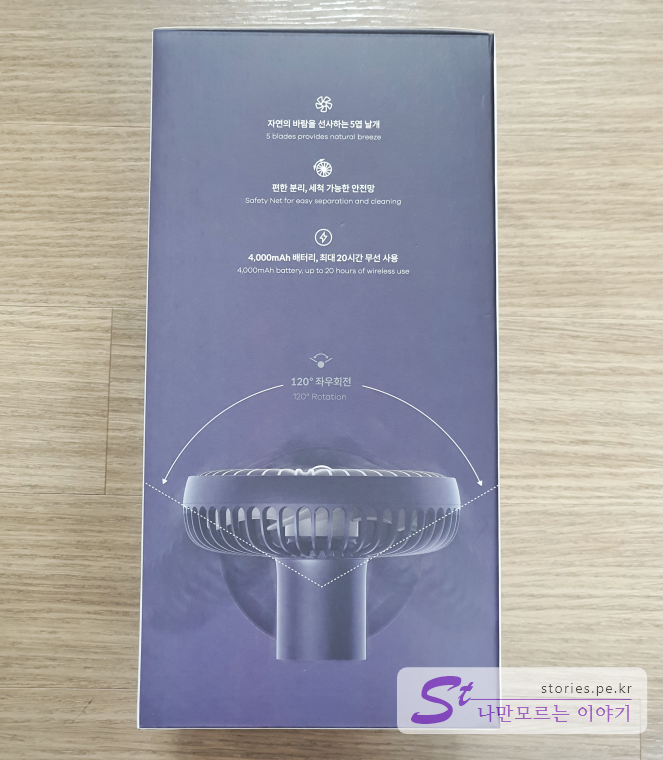 자연의 바람을 선사하는 5엽 날개
5 blades provides natural breeze
편한 분리, 세척 가능한 안전망
Safety Net for easy separation and cleaning
4,000mAh 배터리, 최대 20시간 무선 사용
4,000mAh battery, up to 20 hours of wireless use
120° 좌우회전
120° Rotation
St
stories.pe.kr
나만모르는 이야기